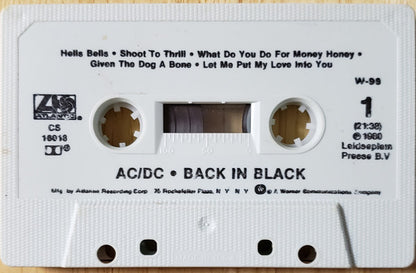 Hells Bells • Shoot To Thrill • What Do You Do For Money Honey •
Given The Dog A Bone • Let Me Put My Love Into You
W-99
ATLANTIC
CS
16018
1
(21:38)
℗ 1980
Leidseplein
Presse B.V
AC/DC • BACK IN BLACK
Mfg. by Atlantic Recording Corp 75 Rockefeller Plaza, N Y N Y © A Warner Communications Company